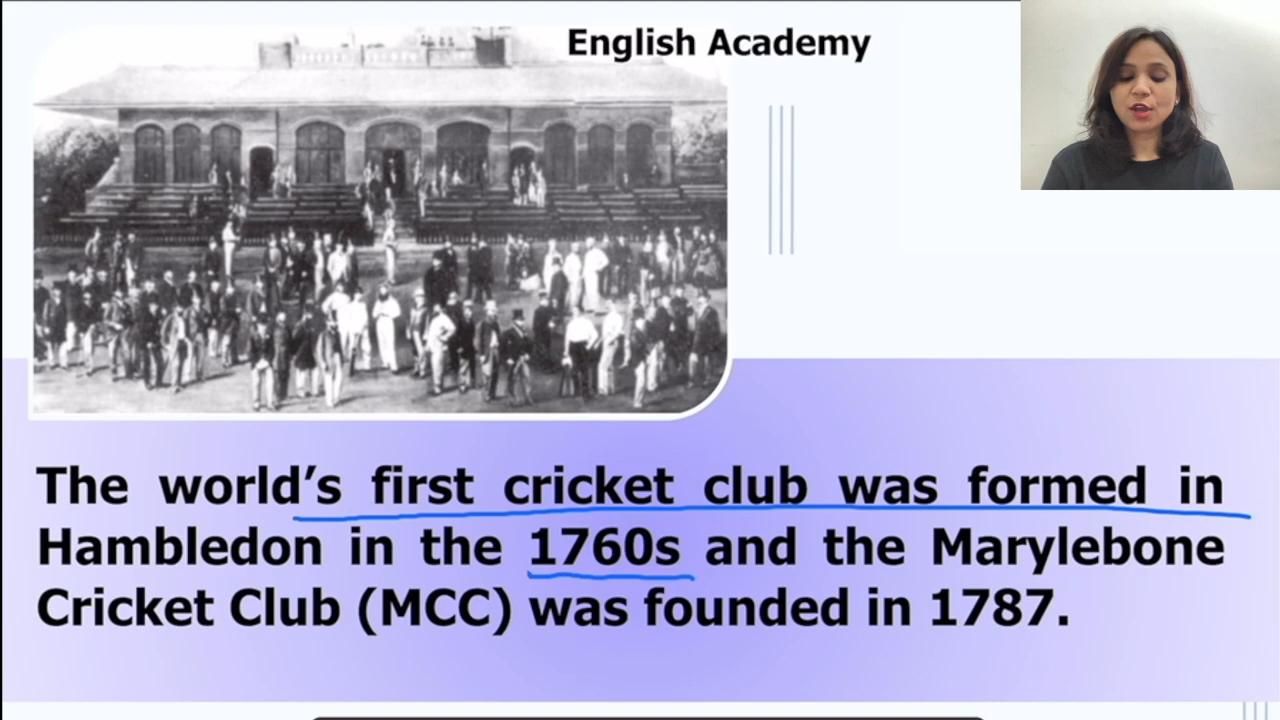 English Academy
The world’s first cricket club was formed in
Hambledon in the 1760s and the Marylebone
Cricket Club (MCC) was founded in 1787.